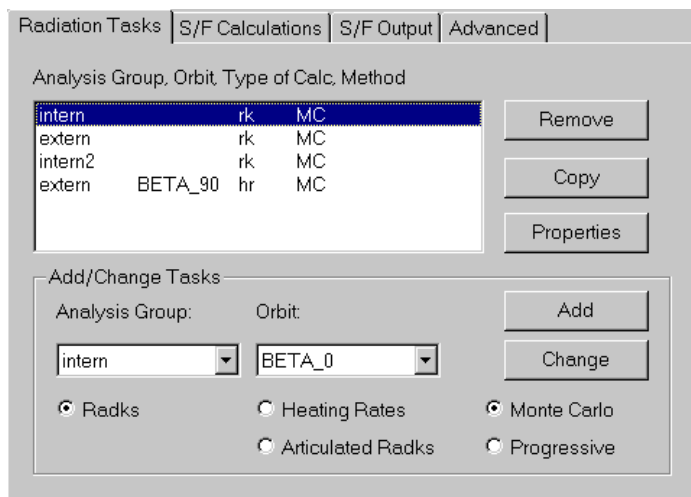 Radiation Tasks S/F Calculations S/F Output Advanced
Analysis Group, Orbit, Type of Calc, Method
intern rk MC
extern rk MC
intern2 rk MC
extern BETA_90 hr MC
Remove
Copy
Properties
Add/Change Tasks
Analysis Group: Orbit: Add
intern BETA_0 Change
Radks Heating Rates Monte Carlo
Articulated Radks Progressive